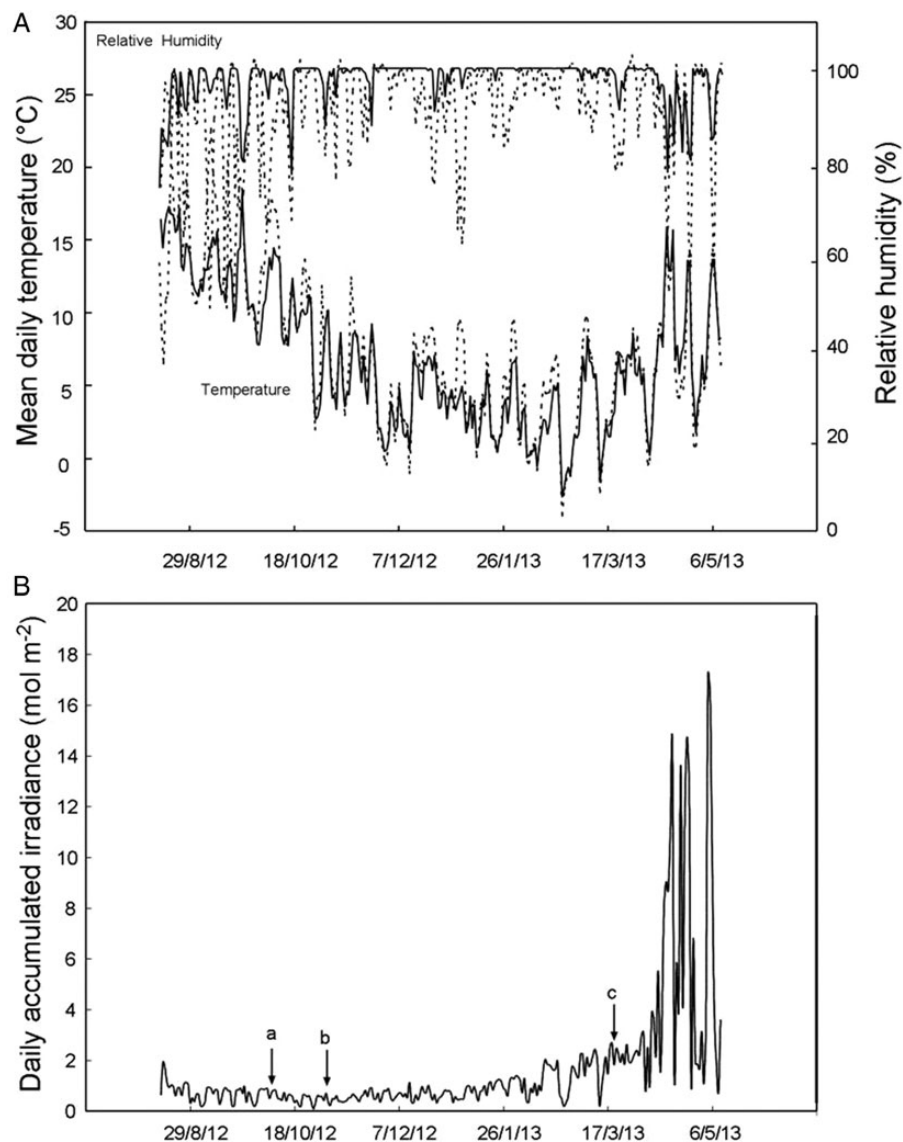 A
Relative Humidity
Temperature
Mean daily temperature (°C)
30
25
20
15
10
5
0
-5
Relative humidity (%)
100
80
60
40
20
0
29/8/12 18/10/12 7/12/12 26/1/13 17/3/13 6/5/13
B
Daily accumulated irradiance (mol m⁻²)
20
18
16
14
12
10
8
6
4
2
0
a
b
c
29/8/12 18/10/12 7/12/12 26/1/13 17/3/13 6/5/13